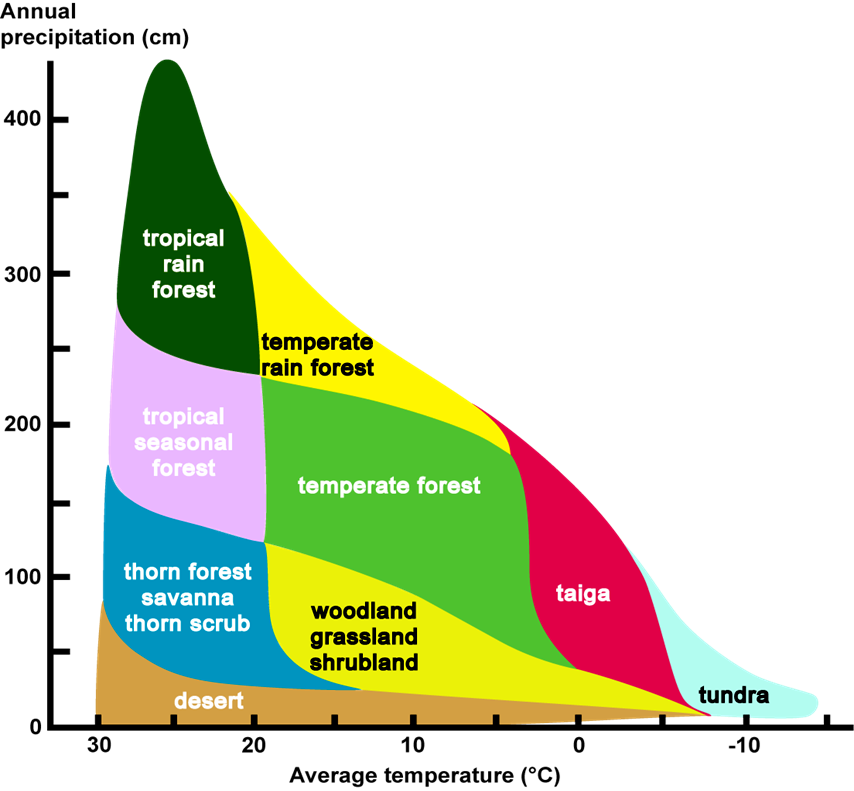 Annual
precipitation (cm)
400
300
200
100
0
tropical
rain
forest
temperate
rain forest
tropical
seasonal
forest
temperate forest
thorn forest
savanna
thorn scrub
woodland
grassland
shrubland
taiga
desert
tundra
30
20
10
0
-10
Average temperature (°C)